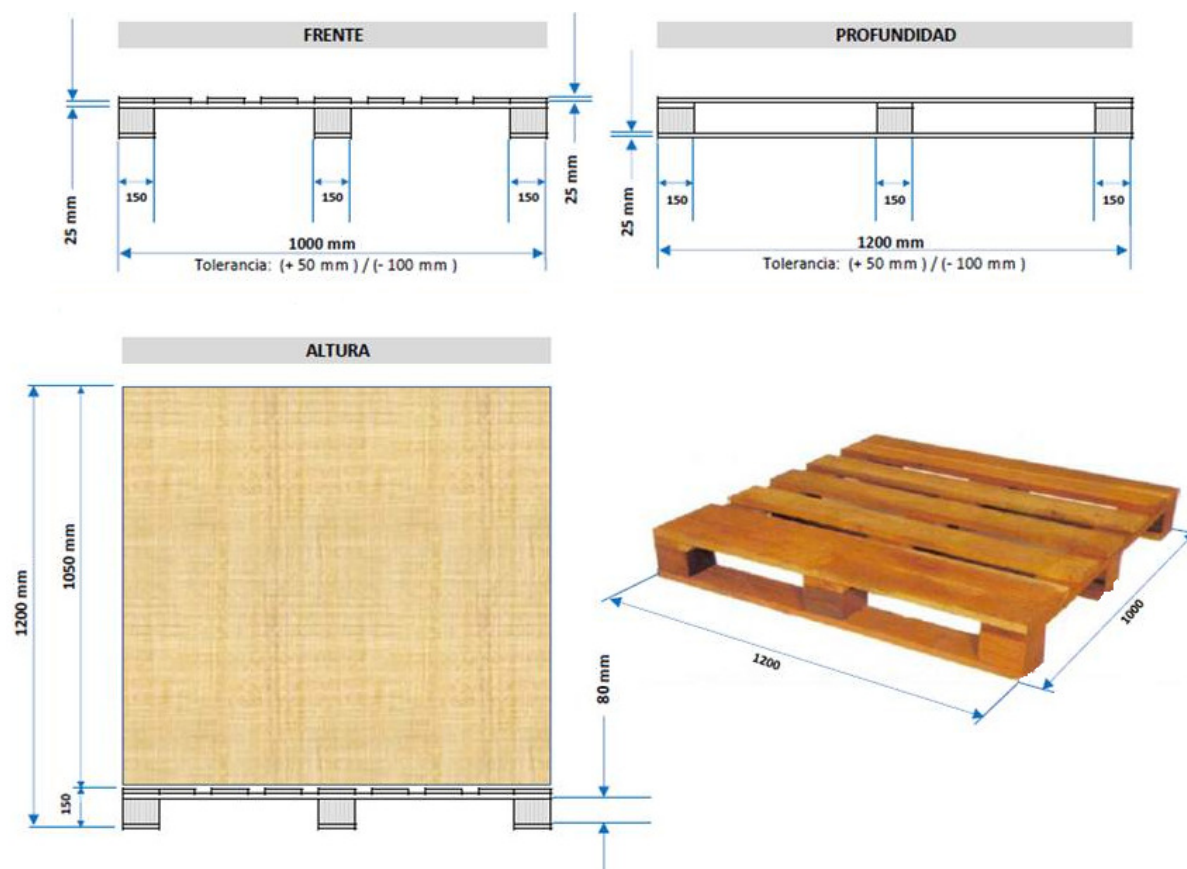 FRENTE
25 mm
150
150
150
25 mm
1000 mm
Tolerancia: (+ 50 mm ) / (- 100 mm )
PROFUNDIDAD
25 mm
150
150
150
1200 mm
Tolerancia: (+ 50 mm ) / (- 100 mm )
ALTURA
1200 mm
1050 mm
150
80 mm
1200
1000